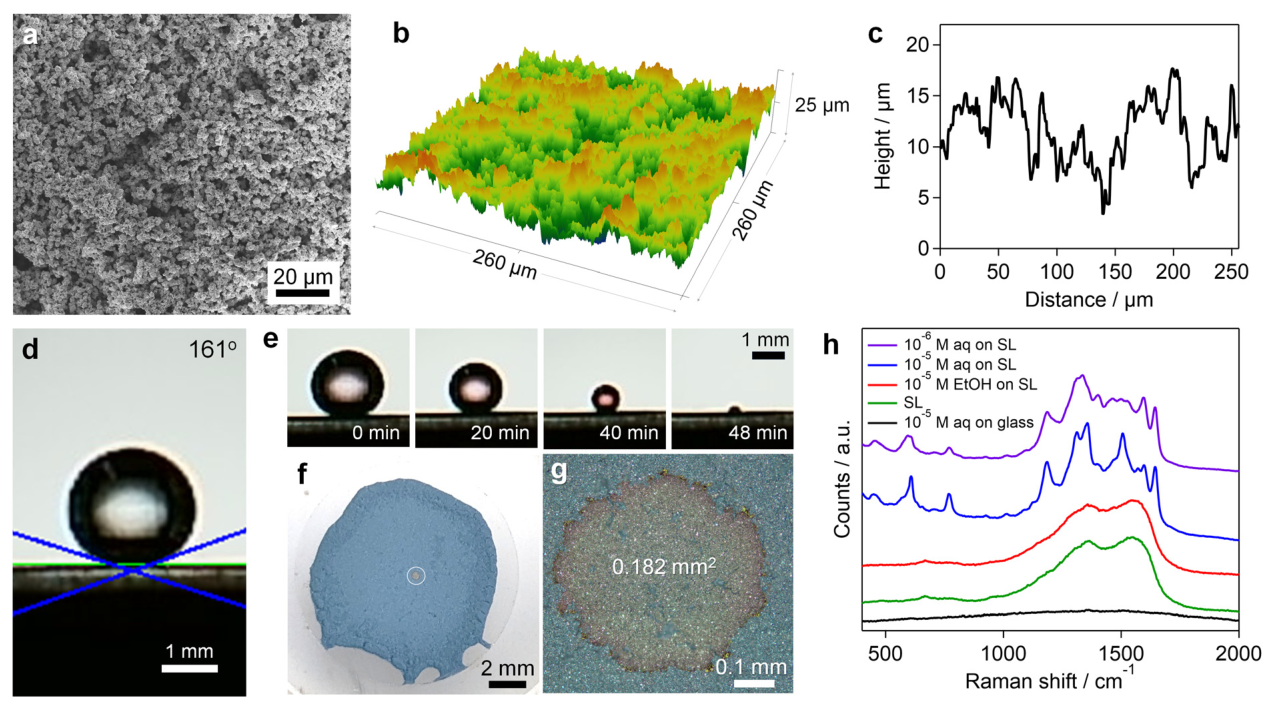 a
20 µm
b
25 µm
260 µm
260 µm
c
20
15
10
5
0
Height / µm
0 50 100 150 200 250
Distance / µm
d
161°
1 mm
e
1 mm
0 min
20 min
40 min
48 min
f
2 mm
g
0.182 mm²
0.1 mm
h
10⁻⁶ M aq on SL
10⁻⁵ M aq on SL
10⁻⁵ M EtOH on SL
SL
10⁻⁵ M aq on glass
Counts / a.u.
500 1000 1500 2000
Raman shift / cm⁻¹